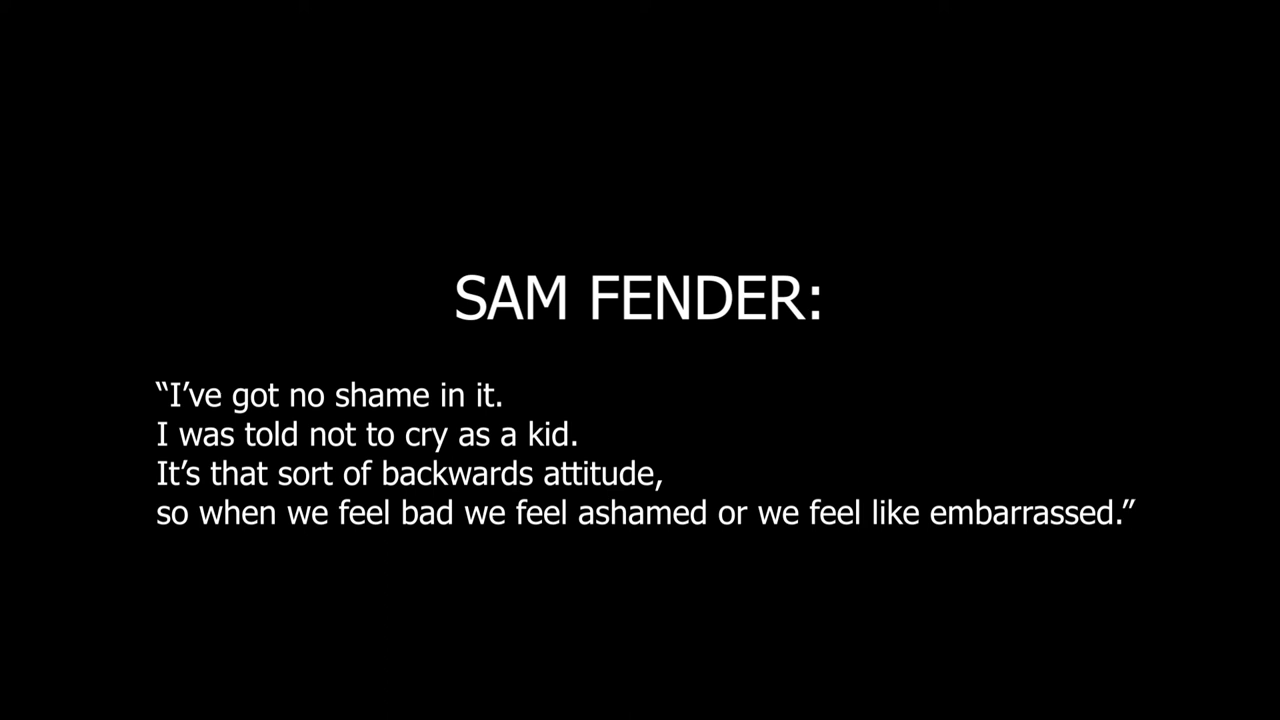 SAM FENDER:
“I’ve got no shame in it.
I was told not to cry as a kid.
It’s that sort of backwards attitude,
so when we feel bad we feel ashamed or we feel like embarrassed.”